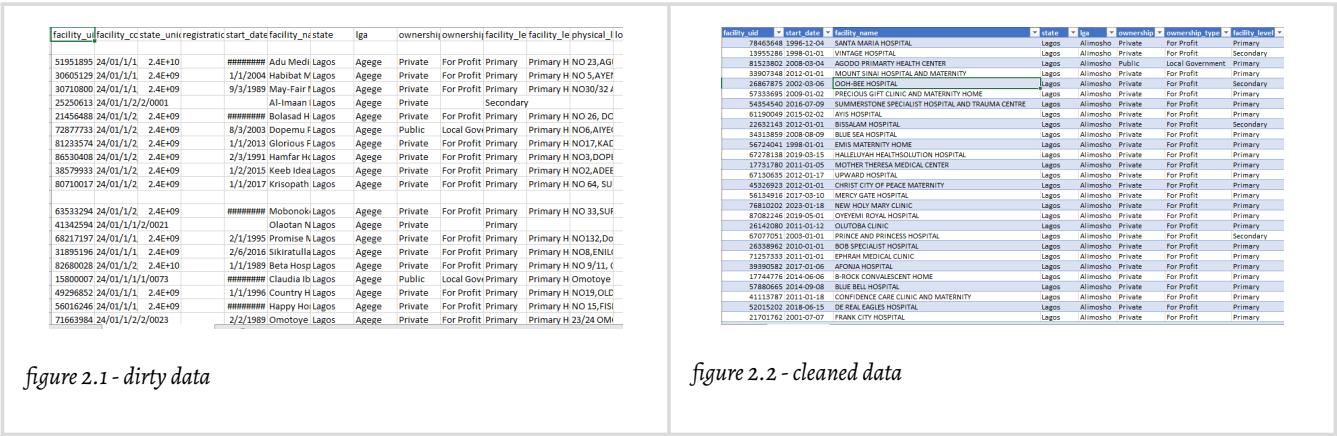 facility_ui facility_cc state_unic registratic start_date facility_na state lga ownership ownership facility_le facility_le physical_l lo
51951895 24/01/1/1 2.4E+10 ######## Adu Medi Lagos Agege Private For Profit Primary Primary H NO 23,AGU
30605129 24/01/1/1 2.4E+09 1/1/2004 Habibat M Lagos Agege Private For Profit Primary Primary H NO 5,AYEN
30710800 24/01/1/1 2.4E+09 9/3/1989 May-Fair M Lagos Agege Private For Profit Primary Primary H NO30/32 A
25250613 24/01/1/2/2/0001 Al-Imaan Lagos Agege Private Secondary
21456488 24/01/1/1 2.4E+09 ######## Bolasad H Lagos Agege Private For Profit Primary Primary H NO 26, DO
72877733 24/01/1/1 2.4E+09 8/3/2003 Dopemu F Lagos Agege Public Local Gove Primary Primary H NO6,AIYE
81233574 24/01/1/1 2.4E+09 1/1/2013 Glorious F Lagos Agege Private For Profit Primary Primary H NO17,KAD
86530408 24/01/1/1 2.4E+09 2/3/1991 Hamfar Ho Lagos Agege Private For Profit Primary Primary H NO3,DOPE
38579933 24/01/1/1 2.4E+09 1/2/2015 Keeb Idea Lagos Agege Private For Profit Primary Primary H NO2,ADEE
80710017 24/01/1/2 2.4E+09 1/1/2017 Krisopath Lagos Agege Private For Profit Primary Primary H NO 64, SU
63533294 24/01/1/1 2.4E+09 ######## Mobonok Lagos Agege Private For Profit Primary Primary H NO 33,SUF
41342594 24/01/1/1/2/0021 Olaotan N Lagos Agege Private Primary
68217197 24/01/1/1 2.4E+09 2/1/1995 Promise N Lagos Agege Private For Profit Primary Primary H NO132,Do
31895196 24/01/1/1 2.4E+09 2/6/2016 Sikiratulla Lagos Agege Private For Profit Primary Primary H NO8,ENIL
82680028 24/01/1/2 2.4E+10 1/1/1989 Beta Hosp Lagos Agege Private For Profit Primary Primary H NO 9/11,
15800007 24/01/1/1/1/0073 ######## Claudia Ib Lagos Agege Public Local Gove Primary Primary H Omotoye
49296852 24/01/1/2 2.4E+09 1/1/1996 Country H Lagos Agege Private For Profit Primary Primary H NO19,OLD
56016246 24/01/1/1 2.4E+09 ######## Happy Ho Lagos Agege Private For Profit Primary Primary H NO 15,FISH
71663984 24/01/1/2/2/0023 2/2/1989 Omotoye Lagos Agege Private For Profit Primary Primary H 23/24 OM
figure 2.1 - dirty data
facility_uid start_date facility_name state lga ownership ownership_type facility_level
78463648 1996-12-04 SANTA MARIA HOSPITAL Lagos Alimosho Private For Profit Primary
13955286 1998-01-01 VINTAGE HOSPITAL Lagos Alimosho Private For Profit Secondary
81523802 2008-03-04 AGODO PRIMARTY HEALTH CENTER Lagos Alimosho Public Local Government Primary
33907348 2012-01-01 MOUNT SINAI HOSPITAL AND MATERNITY Lagos Alimosho Private For Profit Primary
26867875 2002-03-06 OOH-BEE HOSPITAL Lagos Alimosho Private For Profit Secondary
57333695 2009-01-02 PRECIOUS GIFT CLINIC AND MATERNITY HOME Lagos Alimosho Private For Profit Primary
54354540 2016-07-09 SUMMERSTONE SPECIALIST HOSPITAL AND TRAUMA CENTRE Lagos Alimosho Private For Profit Primary
61190049 2015-02-02 AYIS HOSPITAL Lagos Alimosho Private For Profit Primary
22632143 2012-01-01 BISSALAM HOSPITAL Lagos Alimosho Private For Profit Secondary
34313859 2008-08-09 BLUE SEA HOSPITAL Lagos Alimosho Private For Profit Primary
56724041 1998-01-01 EMIS MATERNITY HOME Lagos Alimosho Private For Profit Primary
67278138 2019-03-15 HALLELUYAH HEALTHSOLUTION HOSPITAL Lagos Alimosho Private For Profit Primary
17731780 2011-01-05 MOTHER THERESA MEDICAL CENTER Lagos Alimosho Private For Profit Primary
67130635 2012-01-17 UPWARD HOSPITAL Lagos Alimosho Private For Profit Primary
45326923 2012-01-01 CHRIST CITY OF PEACE MATERNITY Lagos Alimosho Private For Profit Primary
56134916 2017-03-10 MERCY GATE HOSPITAL Lagos Alimosho Private For Profit Primary
76810202 2023-01-18 NEW HOLY MARY CLINIC Lagos Alimosho Private For Profit Primary
87082246 2019-05-01 OYEYEMI ROYAL HOSPITAL Lagos Alimosho Private For Profit Primary
26142080 2011-01-12 OLUTOBA CLINIC Lagos Alimosho Private For Profit Primary
67077051 2003-01-01 PRINCE AND PRINCESS HOSPITAL Lagos Alimosho Private For Profit Secondary
26338962 2010-01-01 BOB SPECIALIST HOSPITAL Lagos Alimosho Private For Profit Primary
71257333 2011-01-01 EPHRAH MEDICAL CLINIC Lagos Alimosho Private For Profit Primary
39390582 2017-01-06 AFONJA HOSPITAL Lagos Alimosho Private For Profit Primary
17744776 2014-06-06 B-ROCK CONVALESCENT HOME Lagos Alimosho Private For Profit Primary
57880665 2014-09-08 BLUE BELL HOSPITAL Lagos Alimosho Private For Profit Primary
41113787 2011-01-18 CONFIDENCE CARE CLINIC AND MATERNITY Lagos Alimosho Private For Profit Primary
52015202 2018-06-15 DE REAL EAGLES HOSPITAL Lagos Alimosho Private For Profit Primary
21701762 2001-07-07 FRANK CITY HOSPITAL Lagos Alimosho Private For Profit Primary
figure 2.2 - cleaned data